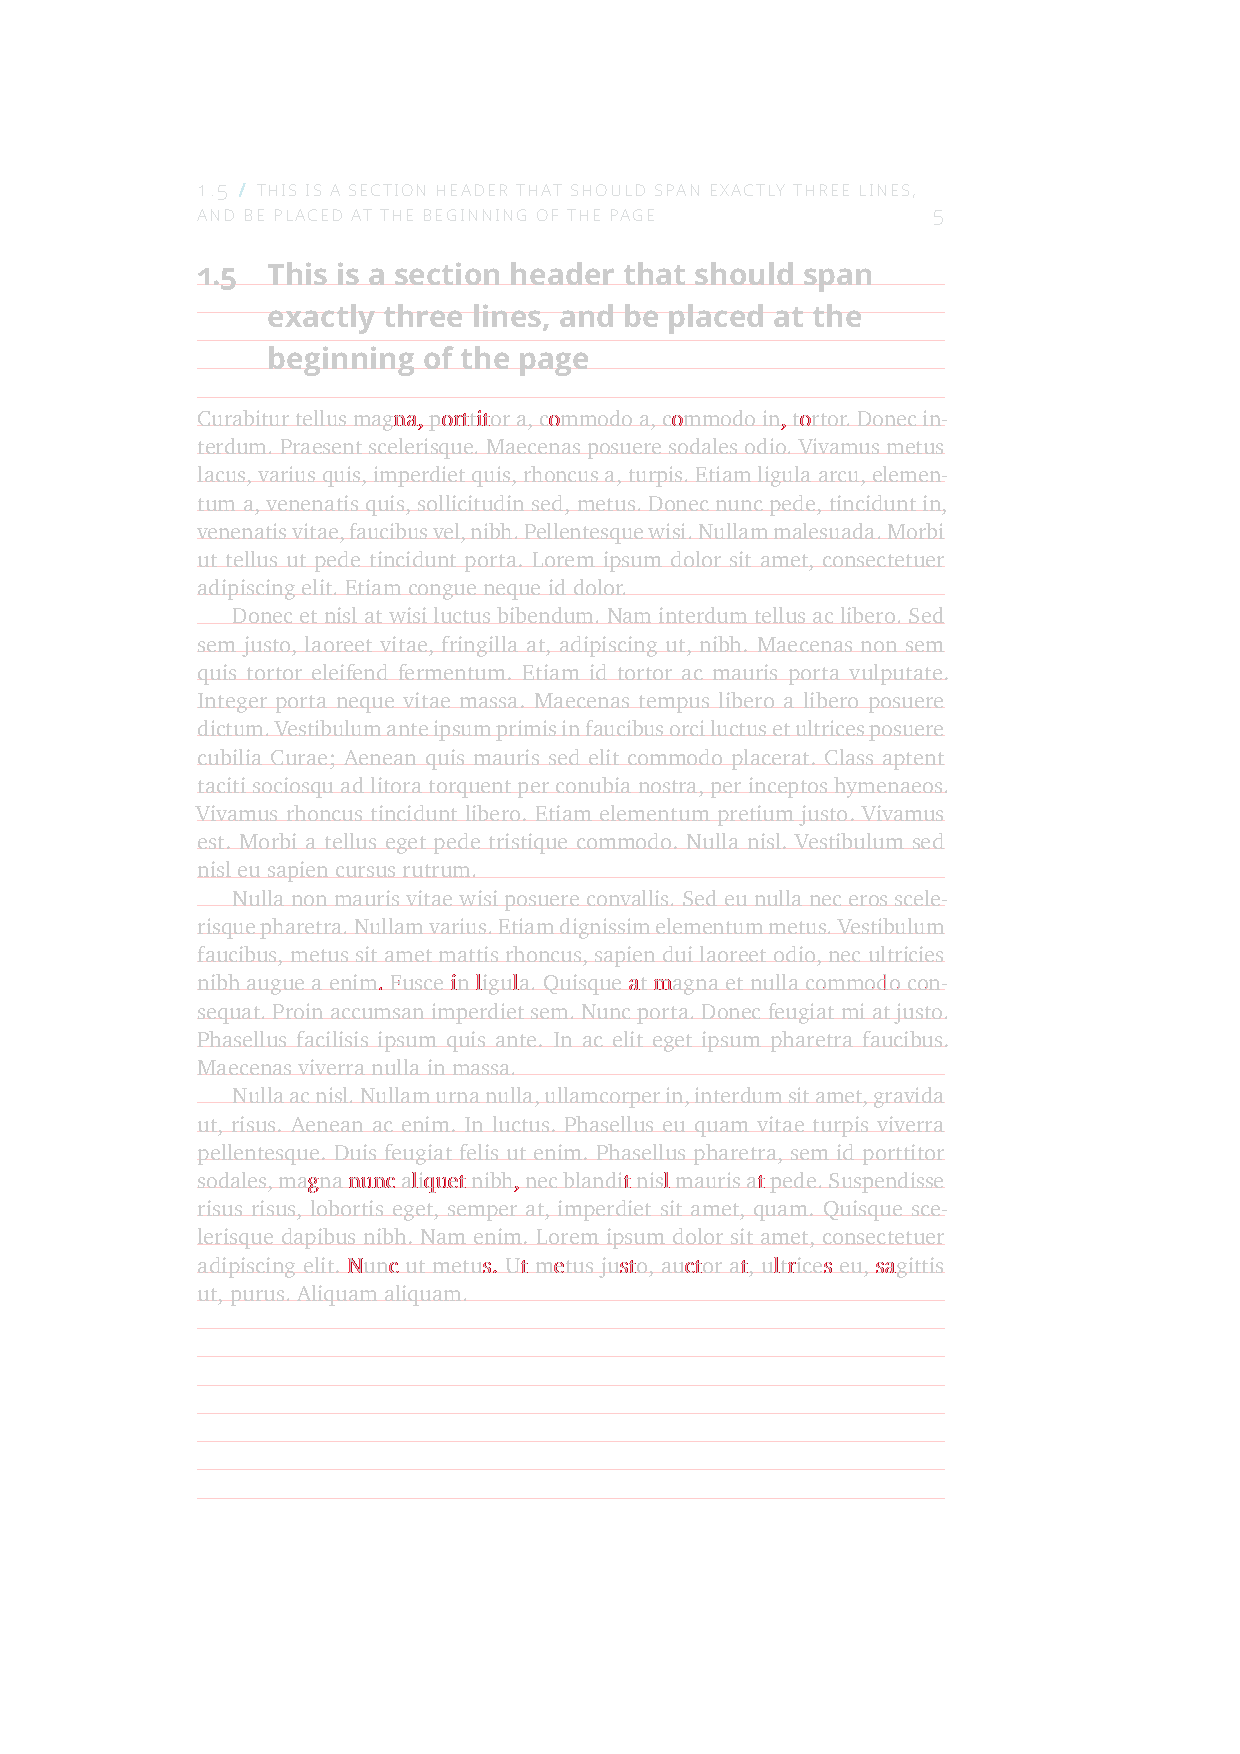 1.5 / THIS IS A SECTION HEADER THAT SHOULD SPAN EXACTLY THREE LINES,
AND BE PLACED AT THE BEGINNING OF THE PAGE 5
1.5 This is a section header that should span
exactly three lines, and be placed at the
beginning of the page
Curabitur tellus magna, porttitor a, commodo a, commodo in, tortor. Donec in-
terdum. Praesent scelerisque. Maecenas posuere sodales odio. Vivamus metus
lacus, varius quis, imperdiet quis, rhoncus a, turpis. Etiam ligula arcu, elemen-
tum a, venenatis quis, sollicitudin sed, metus. Donec nunc pede, tincidunt in,
venenatis vitae, faucibus vel, nibh. Pellentesque wisi. Nullam malesuada. Morbi
ut tellus ut pede tincidunt porta. Lorem ipsum dolor sit amet, consectetuer
adipiscing elit. Etiam congue neque id dolor.
Donec et nisl at wisi luctus bibendum. Nam interdum tellus ac libero. Sed
sem justo, laoreet vitae, fringilla at, adipiscing ut, nibh. Maecenas non sem
quis tortor eleifend fermentum. Etiam id tortor ac mauris porta vulputate.
Integer porta neque vitae massa. Maecenas tempus libero a libero posuere
dictum. Vestibulum ante ipsum primis in faucibus orci luctus et ultrices posuere
cubilia Curae; Aenean quis mauris sed elit commodo placerat. Class aptent
taciti sociosqu ad litora torquent per conubia nostra, per inceptos hymenaeos.
Vivamus rhoncus tincidunt libero. Etiam elementum pretium justo. Vivamus
est. Morbi a tellus eget pede tristique commodo. Nulla nisl. Vestibulum sed
nisl eu sapien cursus rutrum.
Nulla non mauris vitae wisi posuere convallis. Sed eu nulla nec eros scele-
risque pharetra. Nullam varius. Etiam dignissim elementum metus. Vestibulum
faucibus, metus sit amet mattis rhoncus, sapien dui laoreet odio, nec ultricies
nibh augue a enim. Fusce in ligula. Quisque at magna et nulla commodo con-
sequat. Proin accumsan imperdiet sem. Nunc porta. Donec feugiat mi at justo.
Phasellus facilisis ipsum quis ante. In ac elit eget ipsum pharetra faucibus.
Maecenas viverra nulla in massa.
Nulla ac nisl. Nullam urna nulla, ullamcorper in, interdum sit amet, gravida
ut, risus. Aenean ac enim. In luctus. Phasellus eu quam vitae turpis viverra
pellentesque. Duis feugiat felis ut enim. Phasellus pharetra, sem id porttitor
sodales, magna nunc aliquet nibh, nec blandit nisl mauris at pede. Suspendisse
risus risus, lobortis eget, semper at, imperdiet sit amet, quam. Quisque sce-
lerisque dapibus nibh. Nam enim. Lorem ipsum dolor sit amet, consectetuer
adipiscing elit. Nunc ut metus. Ut metus justo, auctor at, ultrices eu, sagittis
ut, purus. Aliquam aliquam.